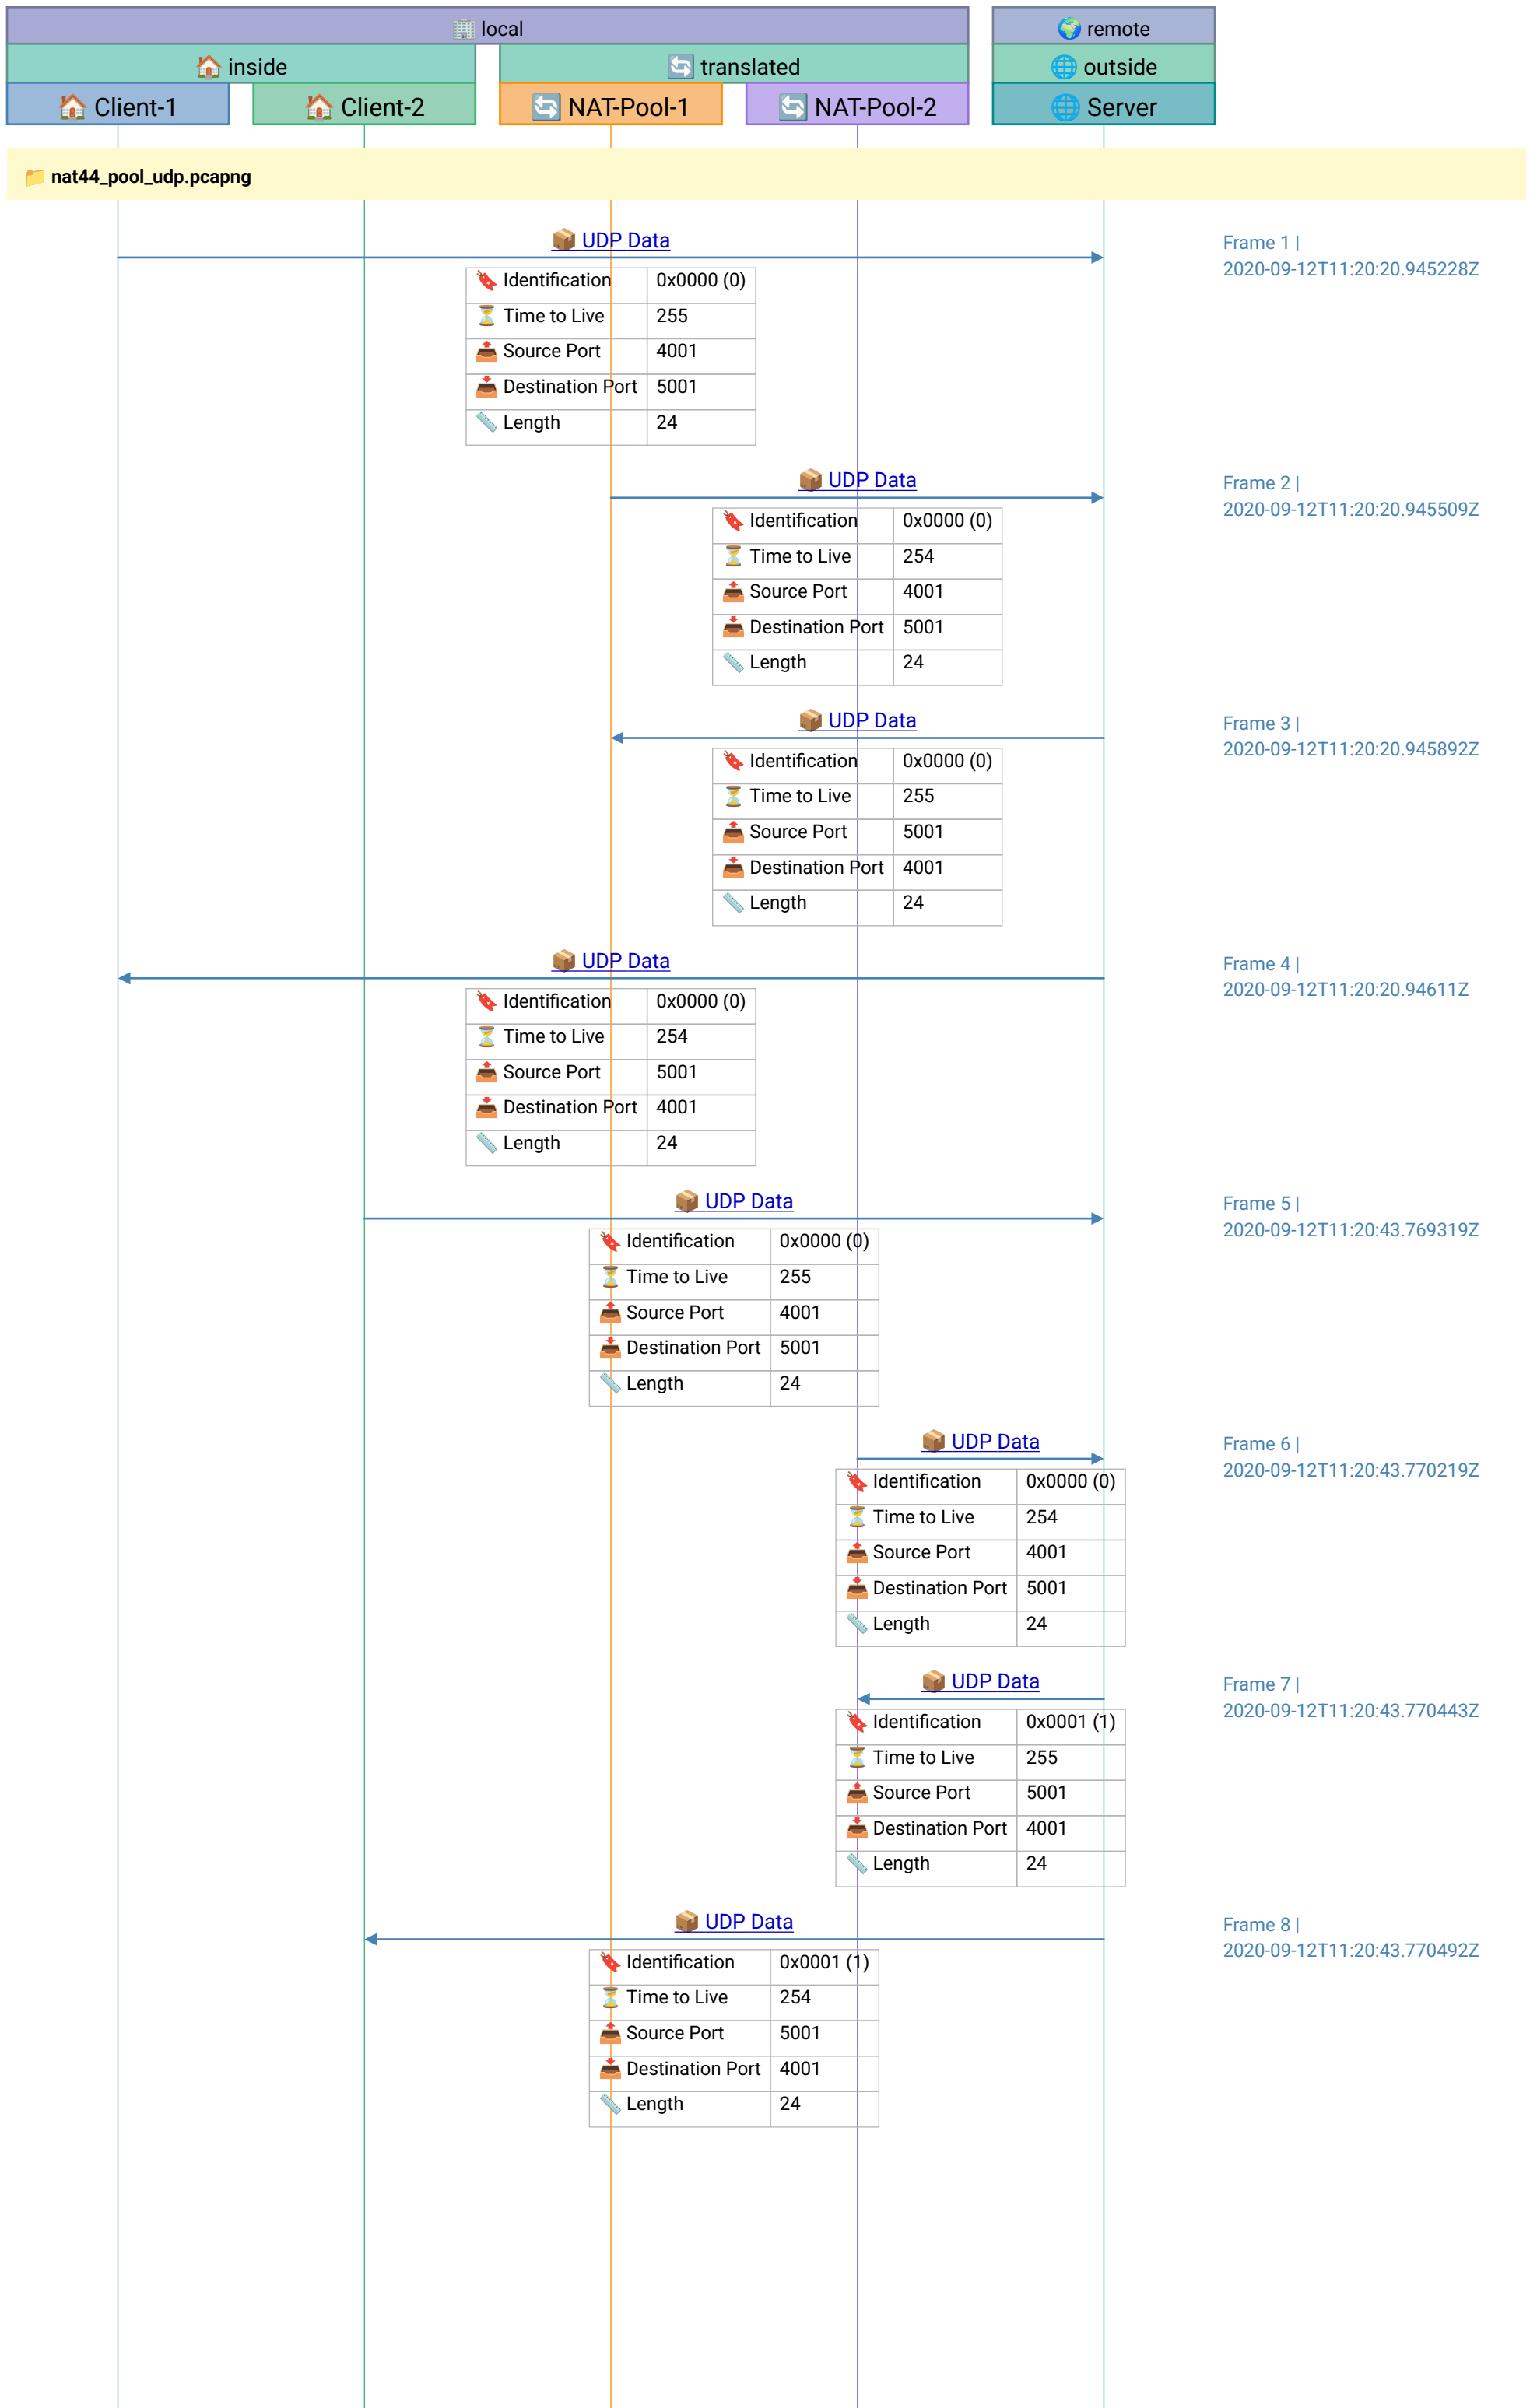 🏢 local
🌍 remote
🏠 inside
🔄 translated
🌐 outside
🏠 Client-1
🏠 Client-2
🔄 NAT-Pool-1
🔄 NAT-Pool-2
🌐 Server
📁 nat44_pool_udp.pcapng
📦 UDP Data
Frame 1 |
2020-09-12T11:20:20.945228Z
🔖 Identification 0x0000 (0)
⏳ Time to Live 255
📤 Source Port 4001
📥 Destination Port 5001
📏 Length 24
📦 UDP Data
Frame 2 |
2020-09-12T11:20:20.945509Z
🔖 Identification 0x0000 (0)
⏳ Time to Live 254
📤 Source Port 4001
📥 Destination Port 5001
📏 Length 24
📦 UDP Data
Frame 3 |
2020-09-12T11:20:20.945892Z
🔖 Identification 0x0000 (0)
⏳ Time to Live 255
📤 Source Port 5001
📥 Destination Port 4001
📏 Length 24
📦 UDP Data
Frame 4 |
2020-09-12T11:20:20.94611Z
🔖 Identification 0x0000 (0)
⏳ Time to Live 254
📤 Source Port 5001
📥 Destination Port 4001
📏 Length 24
📦 UDP Data
Frame 5 |
2020-09-12T11:20:43.769319Z
🔖 Identification 0x0000 (0)
⏳ Time to Live 255
📤 Source Port 4001
📥 Destination Port 5001
📏 Length 24
📦 UDP Data
Frame 6 |
2020-09-12T11:20:43.770219Z
🔖 Identification 0x0000 (0)
⏳ Time to Live 254
📤 Source Port 4001
📥 Destination Port 5001
📏 Length 24
📦 UDP Data
Frame 7 |
2020-09-12T11:20:43.770443Z
🔖 Identification 0x0001 (1)
⏳ Time to Live 255
📤 Source Port 5001
📥 Destination Port 4001
📏 Length 24
📦 UDP Data
Frame 8 |
2020-09-12T11:20:43.770492Z
🔖 Identification 0x0001 (1)
⏳ Time to Live 254
📤 Source Port 5001
📥 Destination Port 4001
📏 Length 24